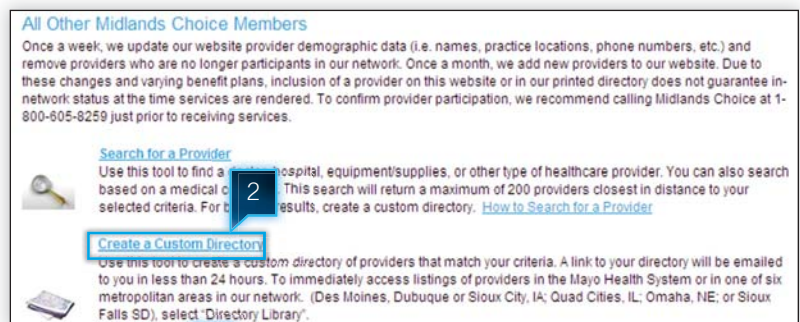 All Other Midlands Choice Members
Once a week, we update our website provider demographic data (i.e. names, practice locations, phone numbers, etc.) and
remove providers who are no longer participants in our network. Once a month, we add new providers to our website. Due to
these changes and varying benefit plans, inclusion of a provider on this website or in our printed directory does not guarantee in-
network status at the time services are rendered. To confirm provider participation, we recommend calling Midlands Choice at 1-
800-605-8259 just prior to receiving services.
Search for a Provider
Use this tool to find a hospital, equipment/supplies, or other type of healthcare provider. You can also search
based on a medical This search will return a maximum of 200 providers closest in distance to your
selected criteria. For results, create a custom directory. How to Search for a Provider
2
Create a Custom Directory
Use this tool to create a custom directory of providers that match your criteria. A link to your directory will be emailed
to you in less than 24 hours. To immediately access listings of providers in the Mayo Health System or in one of six
metropolitan areas in our network. (Des Moines, Dubuque or Sioux City, IA; Quad Cities, IL; Omaha, NE; or Sioux
Falls SD), select "Directory Library".